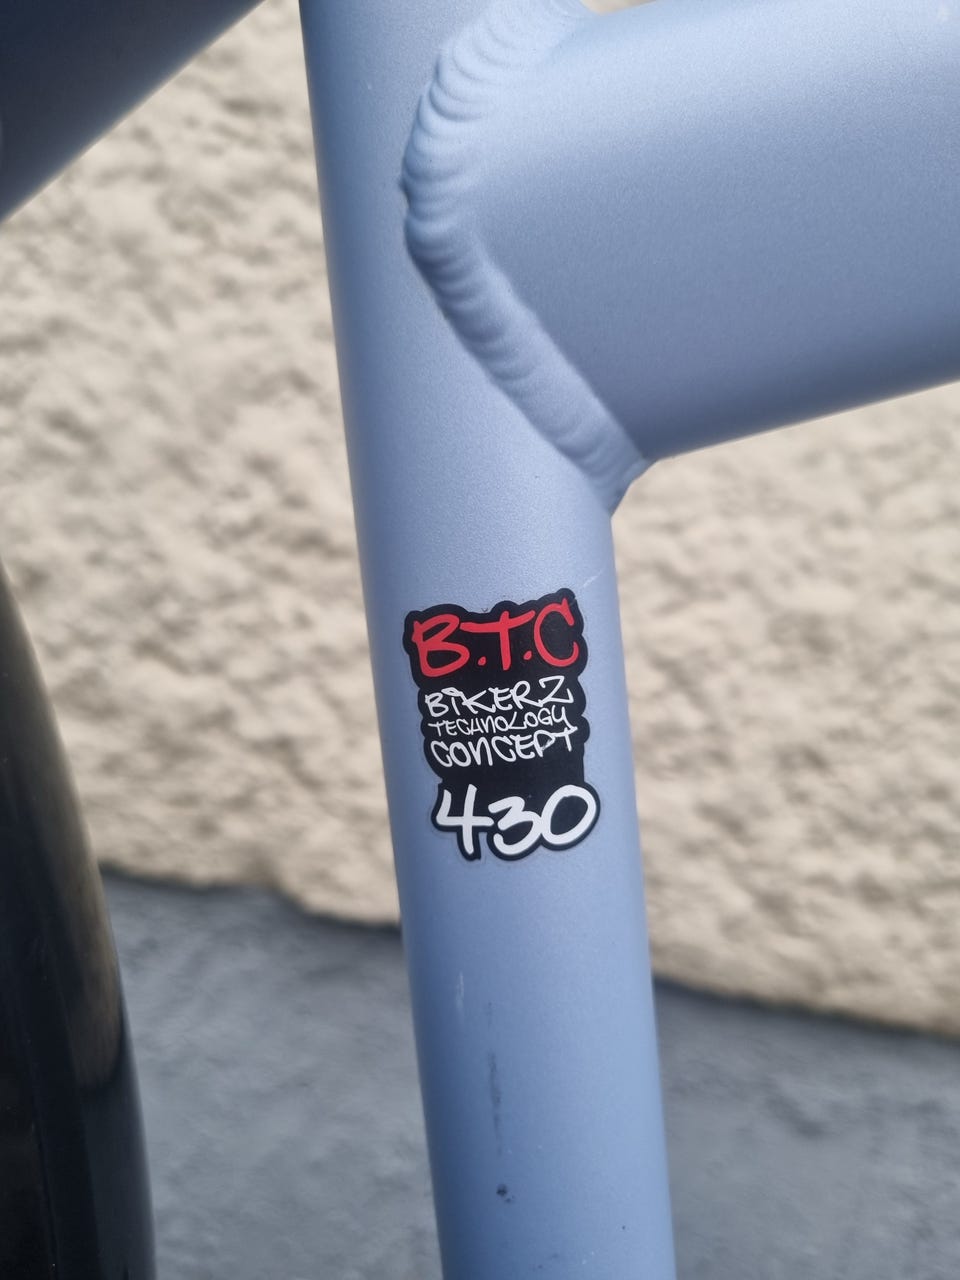 B.T.C
BIKERZ
TECHNOLOGY
CONCEPT
430